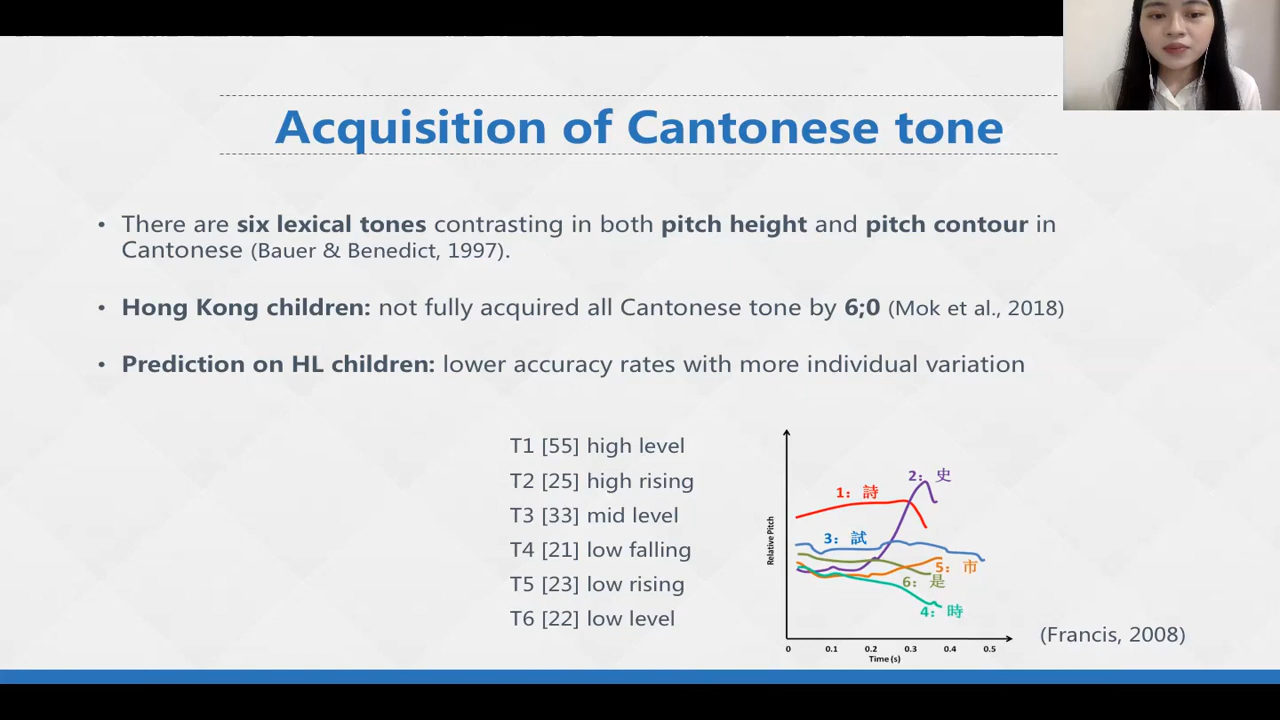 Acquisition of Cantonese tone
• There are six lexical tones contrasting in both pitch height and pitch contour in
Cantonese (Bauer & Benedict, 1997).
• Hong Kong children: not fully acquired all Cantonese tone by 6;0 (Mok et al., 2018)
• Prediction on HL children: lower accuracy rates with more individual variation
T1 [55] high level
T2 [25] high rising
T3 [33] mid level
T4 [21] low falling
T5 [23] low rising
T6 [22] low level
Relative Pitch
2: 史
1: 詩
3: 試
5: 市
6: 是
4: 時
0 0.1 0.2 0.3 0.4 0.5
Time (s)
(Francis, 2008)